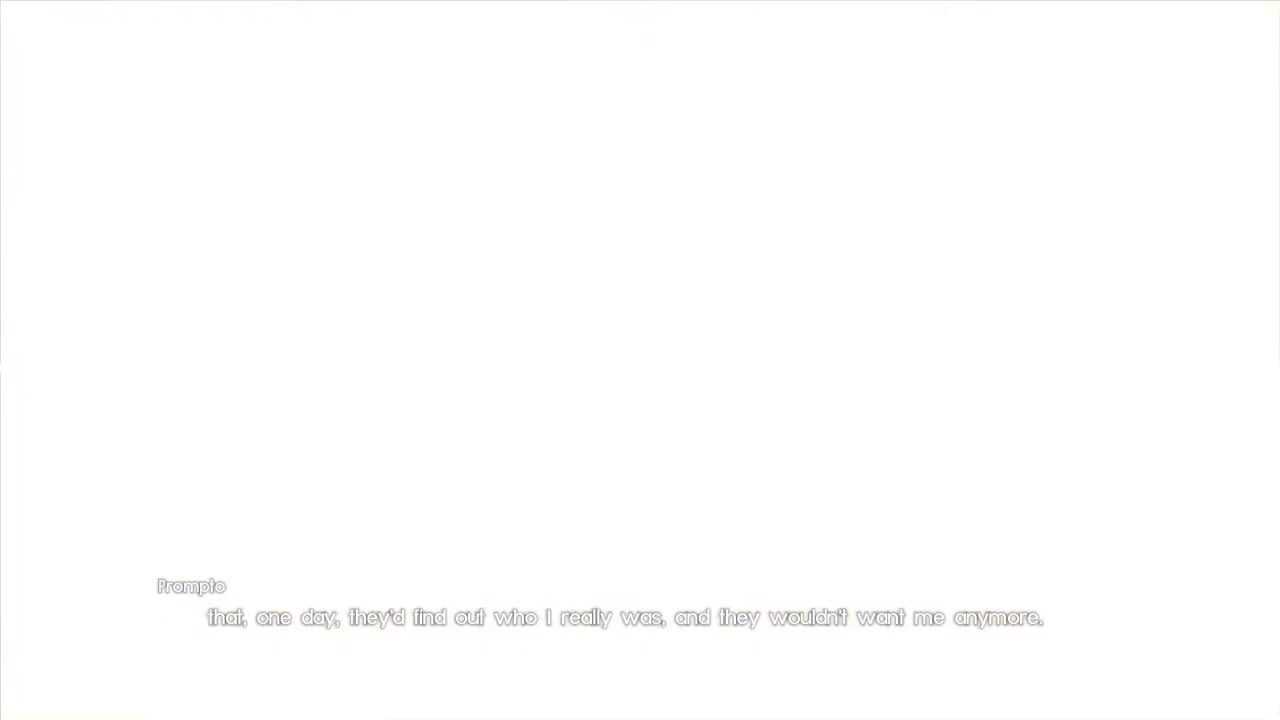 Prompto
that, one day, they'd find out who I really was, and they wouldn't want me anymore.